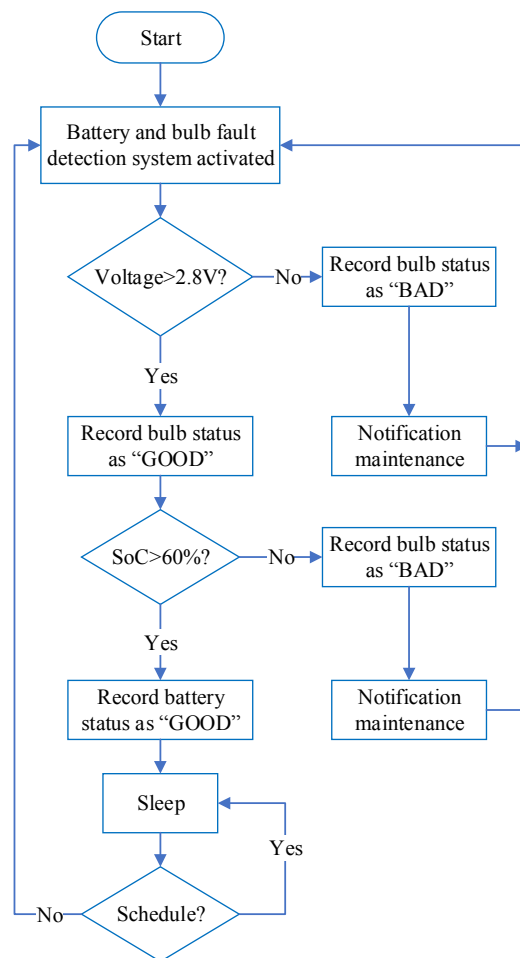 Start
Battery and bulb fault
detection system activated
Voltage>2.8V?
No
Record bulb status
as “BAD”
Yes
Record bulb status
as “GOOD”
Notification
maintenance
SoC>60%?
No
Record bulb status
as “BAD”
Yes
Record battery
status as “GOOD”
Notification
maintenance
Sleep
Yes
Schedule?
No